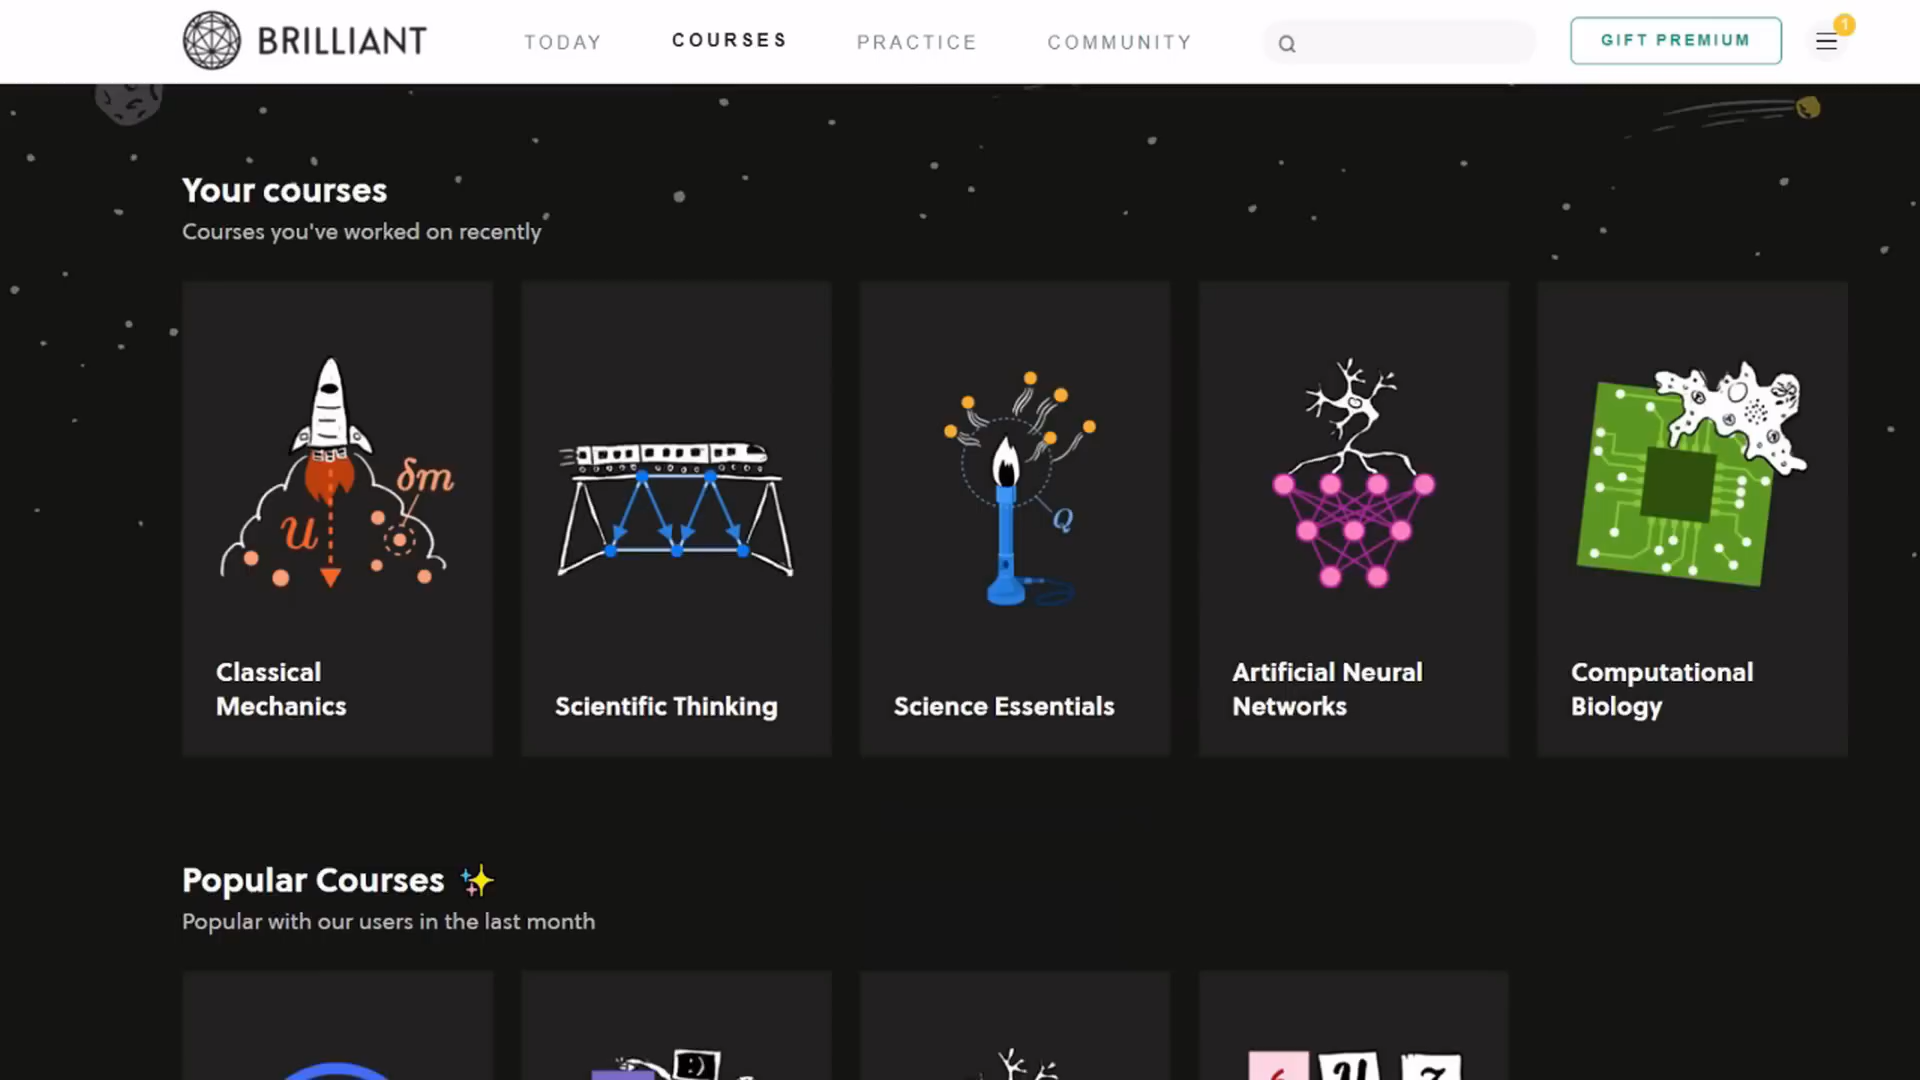 BRILLIANT
TODAY
COURSES
PRACTICE
COMMUNITY
GIFT PREMIUM
1
Your courses
Courses you've worked on recently
δm
u
Q
Classical
Mechanics
Scientific Thinking
Science Essentials
Artificial Neural
Networks
Computational
Biology
Popular Courses
Popular with our users in the last month
:)